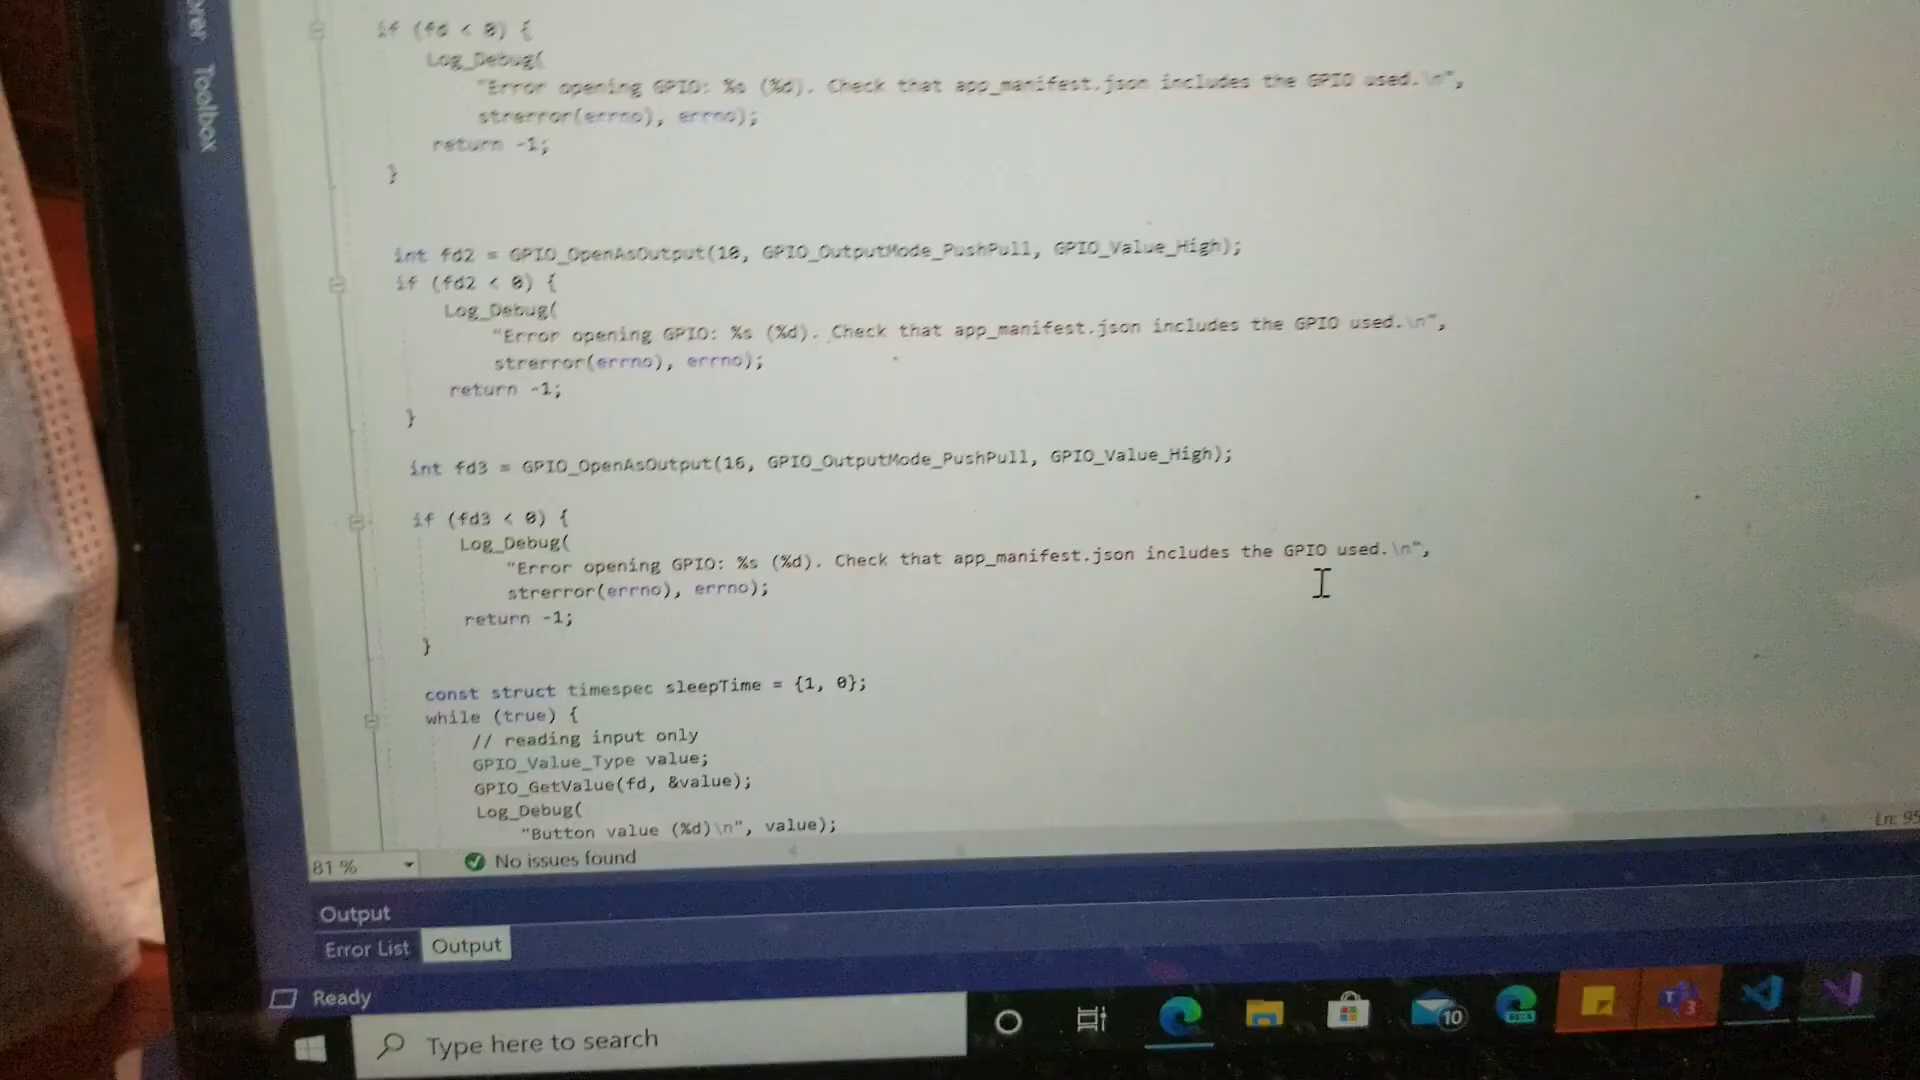 Toolbox
if (fd < 0) {
Log_Debug(
"Error opening GPIO: %s (%d). Check that app_manifest.json includes the GPIO used.\n",
strerror(errno), errno);
return -1;
}
int fd2 = GPIO_OpenAsOutput(10, GPIO_OutputMode_PushPull, GPIO_Value_High);
if (fd2 < 0) {
Log_Debug(
"Error opening GPIO: %s (%d). Check that app_manifest.json includes the GPIO used.\n",
strerror(errno), errno);
return -1;
}
int fd3 = GPIO_OpenAsOutput(16, GPIO_OutputMode_PushPull, GPIO_Value_High);
if (fd3 < 0) {
Log_Debug(
"Error opening GPIO: %s (%d). Check that app_manifest.json includes the GPIO used.\n",
strerror(errno), errno);
return -1;
}
const struct timespec sleepTime = {1, 0};
while (true) {
// reading input only
GPIO_Value_Type value;
GPIO_GetValue(fd, &value);
Log_Debug(
"Button value (%d)\n", value);
81 %
No issues found
Ln: 95
Output
Error List
Output
Ready
Type here to search
10
BETA
T
3